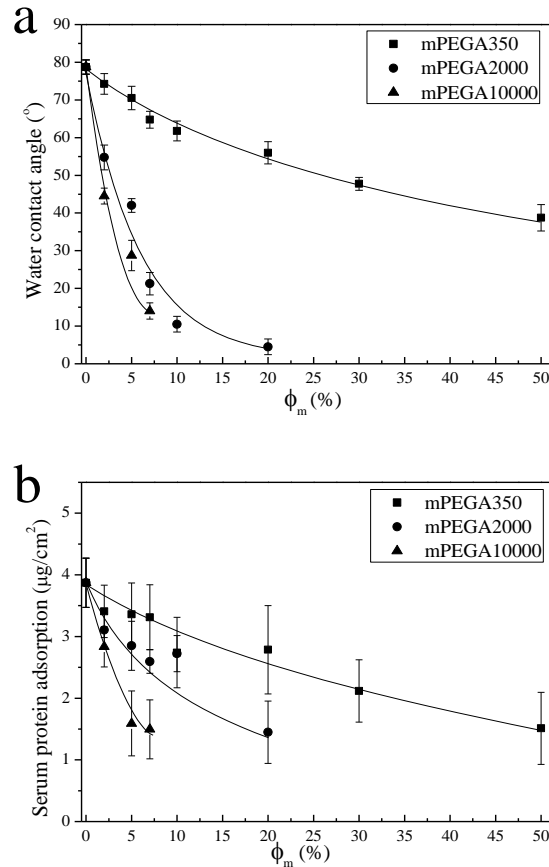 a
90
80
70
60
50
40
30
20
10
0
Water contact angle (°)
mPEGA350
mPEGA2000
mPEGA10000
0 5 10 15 20 25 30 35 40 45 50
ϕm (%)
b
5
4
3
2
1
0
Serum protein adsorption (μg/cm²)
mPEGA350
mPEGA2000
mPEGA10000
0 5 10 15 20 25 30 35 40 45 50
ϕm (%)